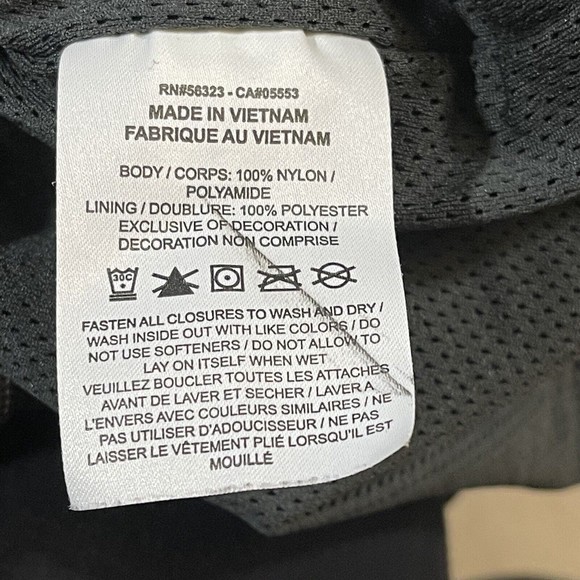 RN#56323 - CA#05553
MADE IN VIETNAM
FABRIQUE AU VIETNAM
BODY / CORPS: 100% NYLON /
POLYAMIDE
LINING / DOUBLURE: 100% POLYESTER
EXCLUSIVE OF DECORATION /
DECORATION NON COMPRISE
30C
FASTEN ALL CLOSURES TO WASH AND DRY /
WASH INSIDE OUT WITH LIKE COLORS / DO
NOT USE SOFTENERS / DO NOT ALLOW TO
LAY ON ITSELF WHEN WET
VEUILLEZ BOUCLER TOUTES LES ATTACHES
AVANT DE LAVER ET SECHER / LAVER A
L'ENVERS AVEC COULEURS SIMILAIRES / NE
PAS UTILISER D'ADOUCISSEUR / NE PAS
LAISSER LE VÊTEMENT PLIÉ LORSQU'IL EST
MOUILLÉ